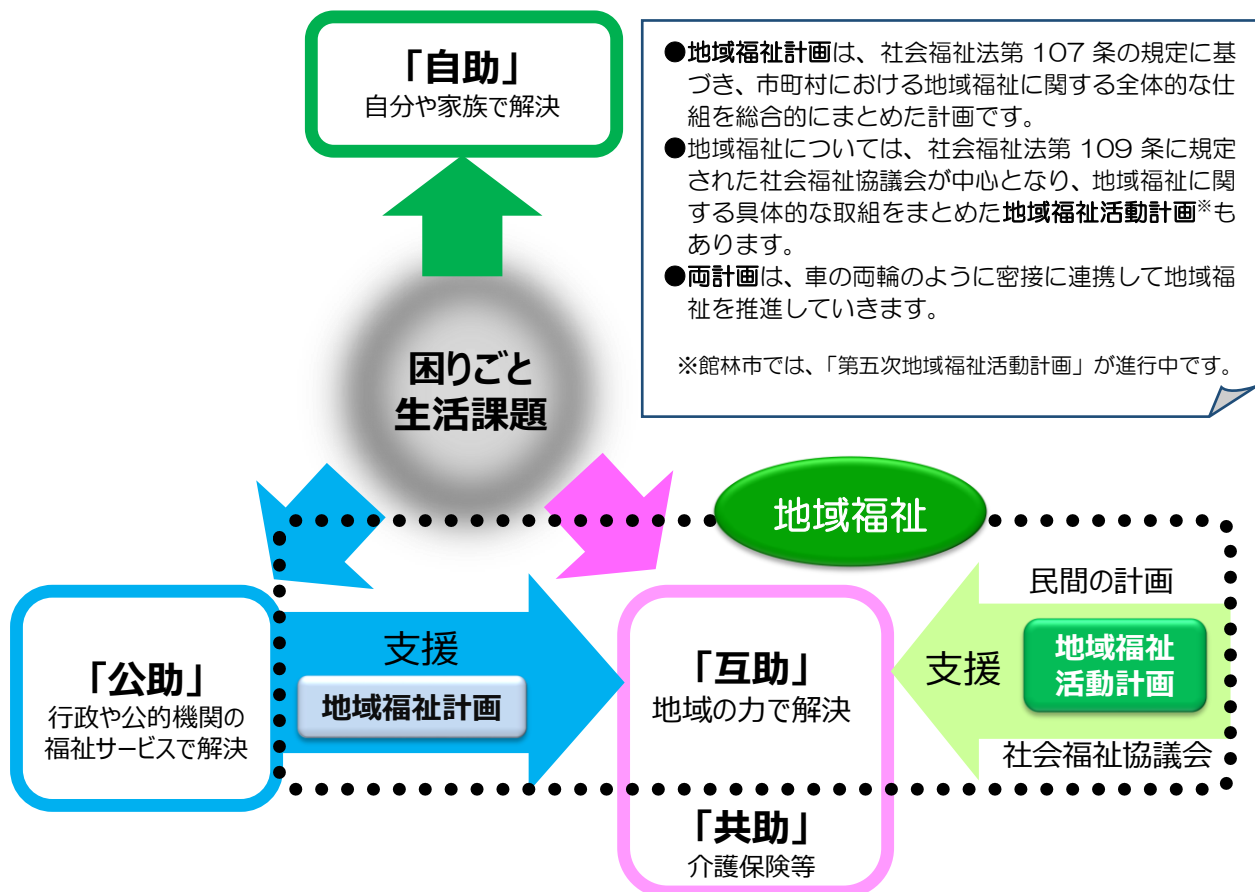 「自助」
自分や家族で解決
●地域福祉計画は、社会福祉法第 107 条の規定に基
づき、市町村における地域福祉に関する全体的な仕
組を総合的にまとめた計画です。
●地域福祉については、社会福祉法第 109 条に規定
された社会福祉協議会が中心となり、地域福祉に関
する具体的な取組をまとめた地域福祉活動計画※も
あります。
●両計画は、車の両輪のように密接に連携して地域福
祉を推進していきます。
※館林市では、「第五次地域福祉活動計画」が進行中です。
困りごと
生活課題
地域福祉
「公助」
行政や公的機関の
福祉サービスで解決
支援
地域福祉計画
「互助」
地域の力で解決
「共助」
介護保険等
民間の計画
支援
地域福祉
活動計画
社会福祉協議会